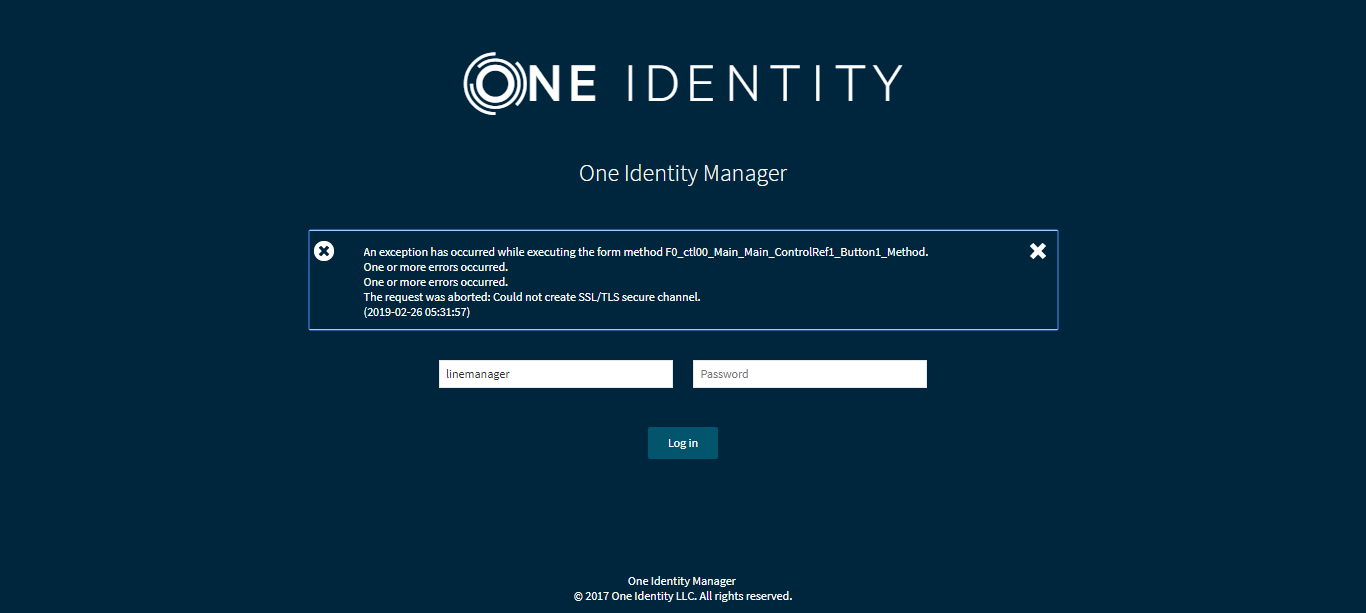 ONE IDENTITY
One Identity Manager
An exception has occurred while executing the form method F0_ctl00_Main_Main_ControlRef1_Button1_Method.
One or more errors occurred.
One or more errors occurred.
The request was aborted: Could not create SSL/TLS secure channel.
(2019-02-26 05:31:57)
linemanager
Password
Log in
One Identity Manager
© 2017 One Identity LLC. All rights reserved.